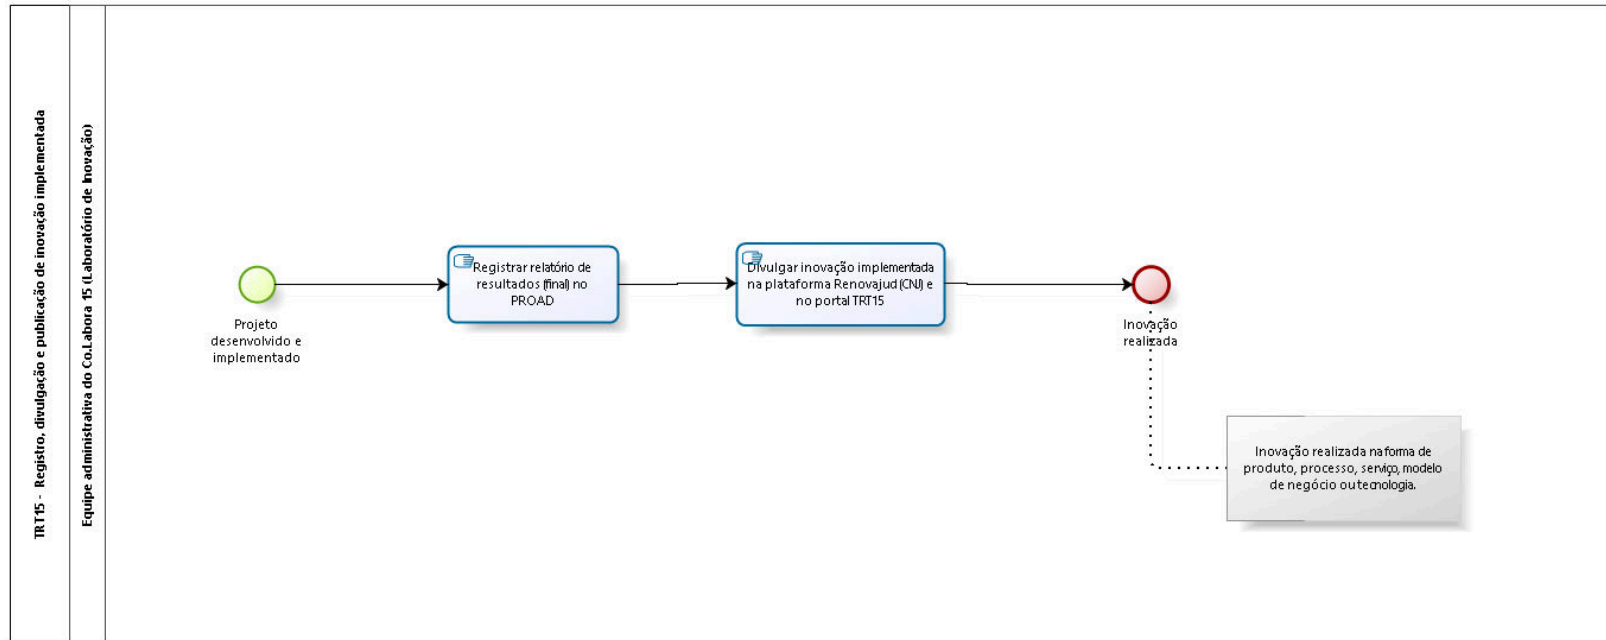 TRT15 - Registro, divulgação e publicação de inovação implementada
Equipe administrativa do Co.Labora 15 (Laboratório de Inovação)
Projeto
desenvolvido e
implementado
Registrar relatório de
resultados (final) no
PROAD
Divulgar inovação implementada
na plataforma Renovajud (CNJ) e
no portal TRT15
Inovação
realizada
Inovação realizada na forma de
produto, processo, serviço, modelo
de negócio ou tecnologia.